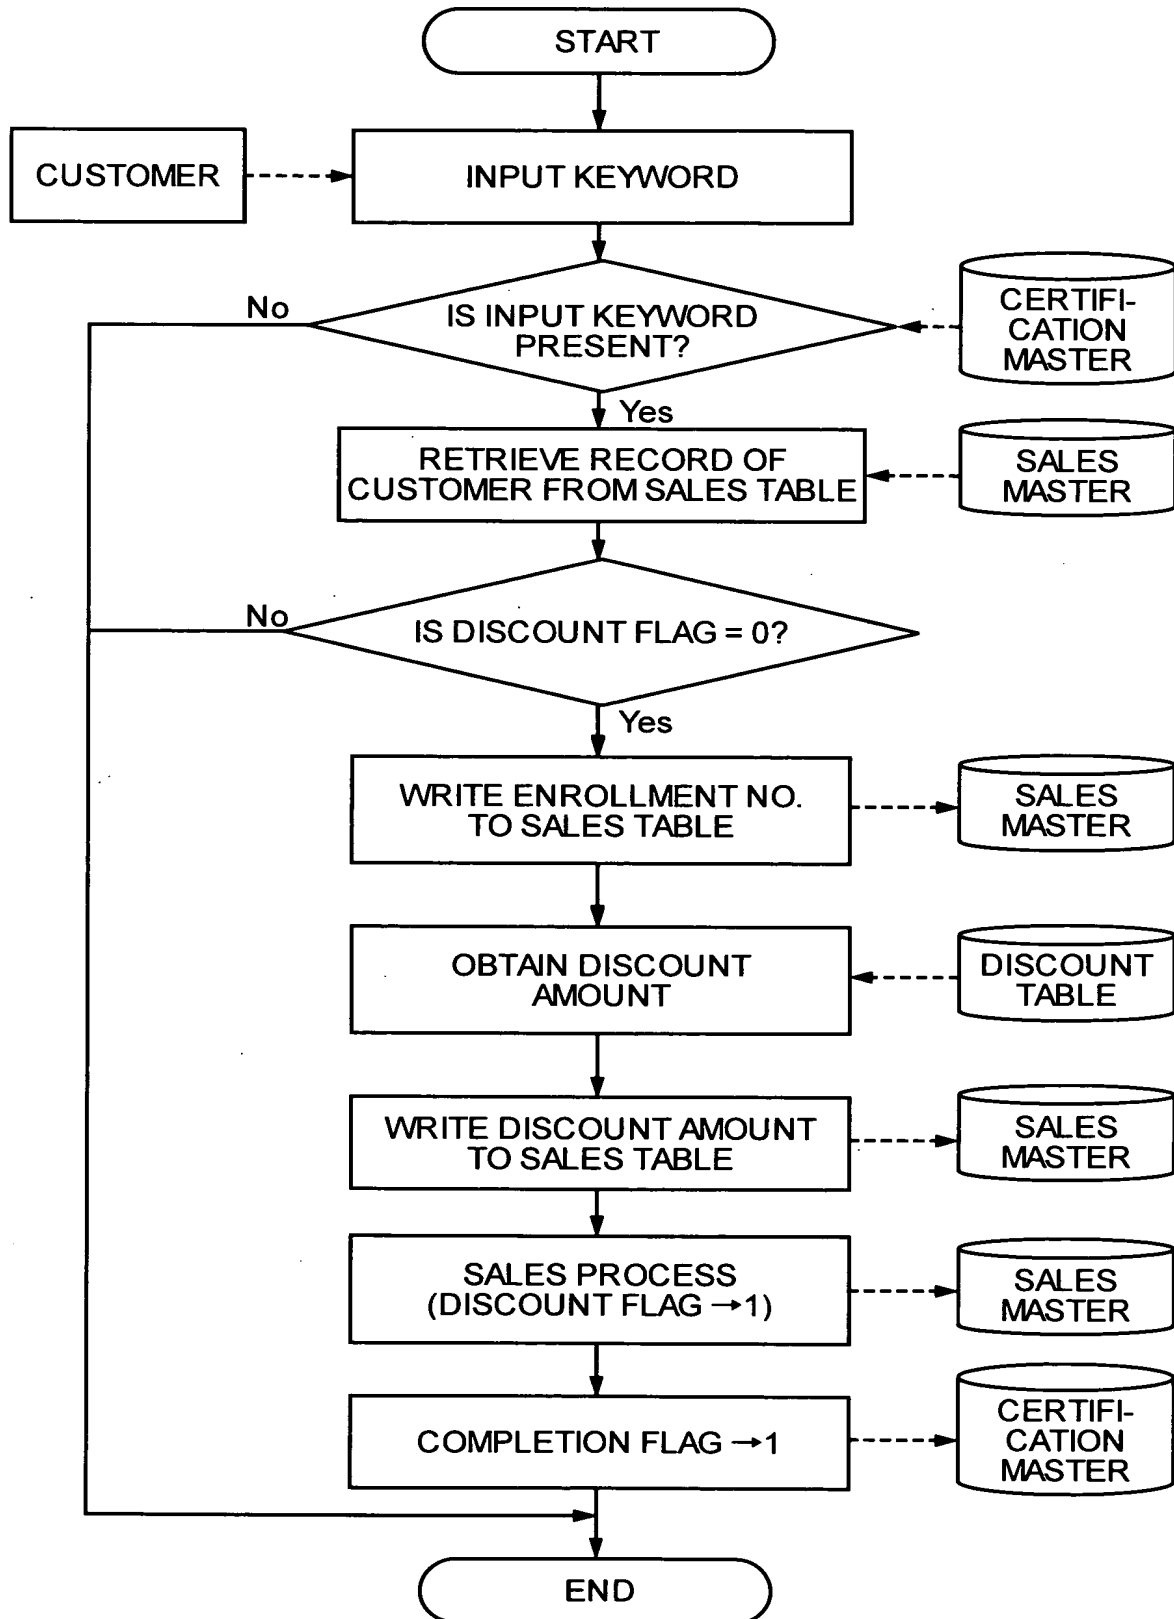 START
CUSTOMER
INPUT KEYWORD
No
IS INPUT KEYWORD
PRESENT?
CERTIFI-
CATION
MASTER
Yes
RETRIEVE RECORD OF
CUSTOMER FROM SALES TABLE
SALES
MASTER
No
IS DISCOUNT FLAG = 0?
Yes
WRITE ENROLLMENT NO.
TO SALES TABLE
SALES
MASTER
OBTAIN DISCOUNT
AMOUNT
DISCOUNT
TABLE
WRITE DISCOUNT AMOUNT
TO SALES TABLE
SALES
MASTER
SALES PROCESS
(DISCOUNT FLAG →1)
SALES
MASTER
COMPLETION FLAG →1
CERTIFI-
CATION
MASTER
END